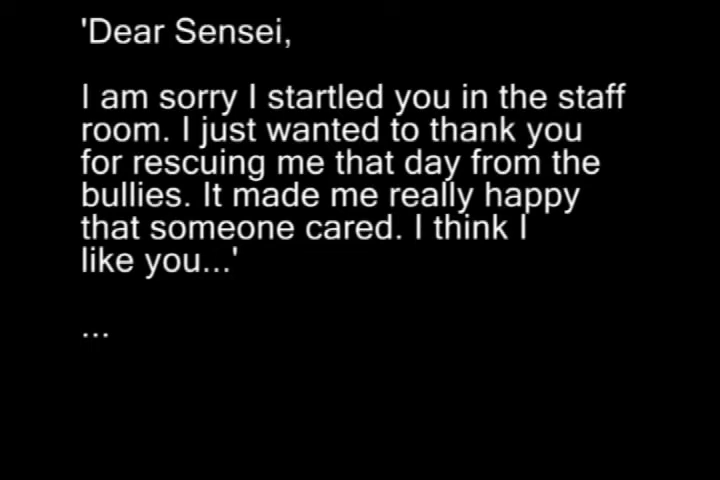 'Dear Sensei,
I am sorry I startled you in the staff
room. I just wanted to thank you
for rescuing me that day from the
bullies. It made me really happy
that someone cared. I think I
like you...'
...